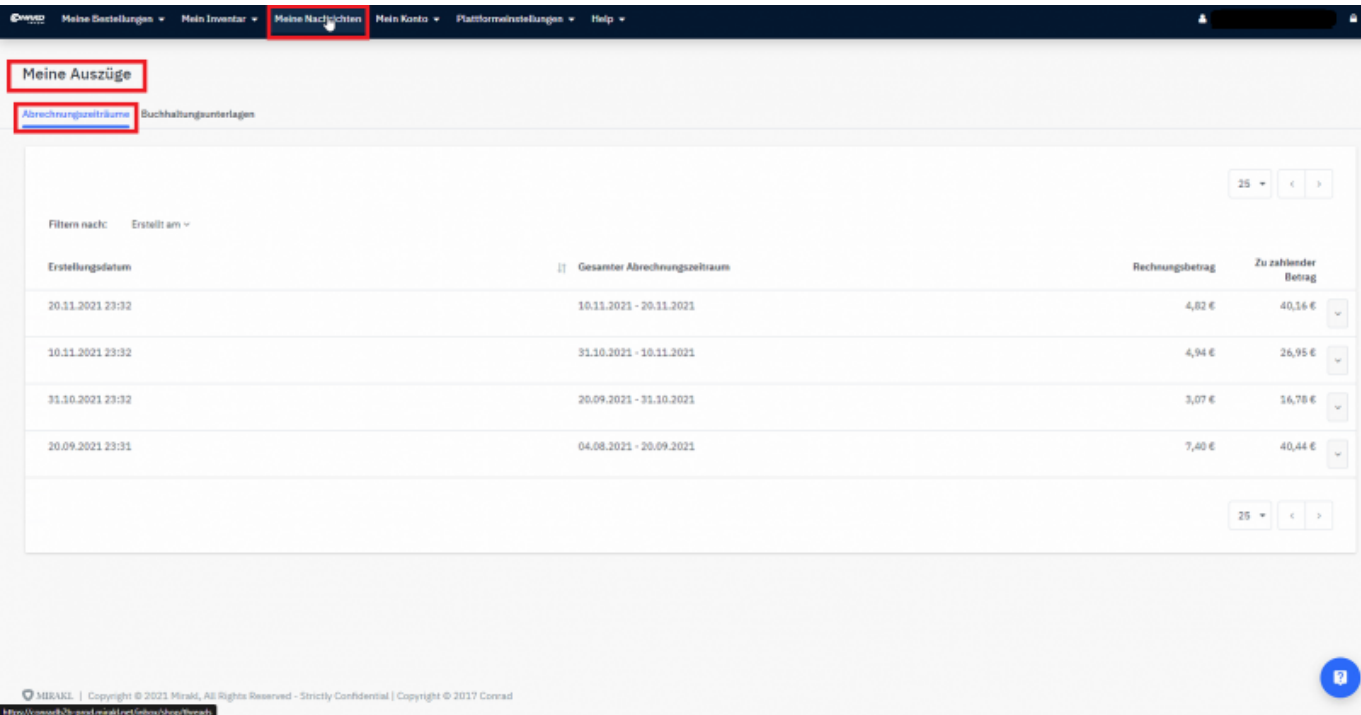 CONRAD Meine Bestellungen Mein Inventar Meine Nachrichten Mein Konto Plattformeinstellungen Help
Meine Auszüge
Abrechnungszeiträume Buchhaltungsunterlagen
25
Filtern nach: Erstellt am
Erstellungsdatum Gesamter Abrechnungszeitraum Rechnungsbetrag Zu zahlender
Betrag
20.11.2021 23:32 10.11.2021 - 20.11.2021 4,82 € 40,16 €
10.11.2021 23:32 31.10.2021 - 10.11.2021 4,94 € 26,95 €
31.10.2021 23:32 20.09.2021 - 31.10.2021 3,07 € 16,78 €
20.09.2021 23:31 04.08.2021 - 20.09.2021 7,40 € 40,44 €
25
MIRAKL | Copyright © 2021 Mirakl, All Rights Reserved - Strictly Confidential | Copyright © 2017 Conrad